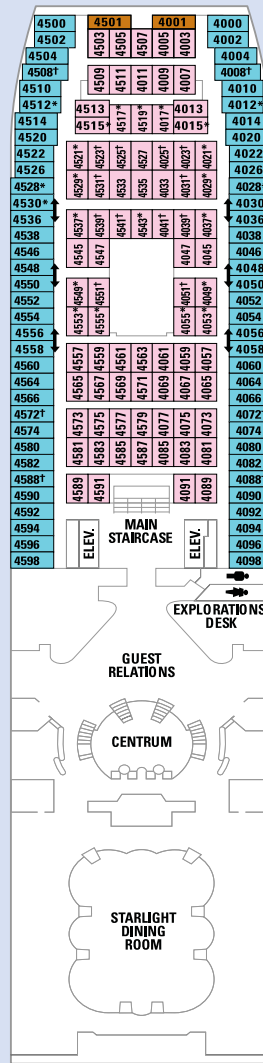 4500 4501 4001 4000
4502 4503 4505 4507 4005 4003 4002
4504 4004
4508† 4509 4511 4011 4009 4007 4008†
4510 4010
4512* 4513 4013 4012*
4514 4515* 4517* 4519* 4017* 4015* 4014
4520 4020
4522 4521* 4523† 4525† 4527 4025† 4023† 4021* 4022
4526 4026
4528* 4529* 4531† 4533 4535 4033 4031† 4029* 4028*
4530* 4030*
4536 4537* 4539† 4541† 4543* 4041† 4039† 4037* 4036
4538 4038
4546 4545 4547 4047 4045 4046
4548 4048
4550 4549* 4551† 4051† 4049* 4050
4552 4052
4554 4553* 4555* 4055* 4053* 4054
4556 4056
4558 4557 4559 4561 4563 4061 4059 4057 4058
4560 4060
4564 4565 4567 4569 4571 4069 4067 4065 4064
4566 4066
4572† 4573 4575 4577 4579 4077 4075 4073 4072†
4574 4074
4580 4581 4583 4585 4587 4085 4083 4081 4080
4582 4082
4588† 4589 4591 4091 4089 4088†
4590 4090
4592 4092
4594 4094
4596 4096
4598 4098
MAIN
STAIRCASE
ELEV.
ELEV.
EXPLORATIONS
DESK
GUEST
RELATIONS
CENTRUM
STARLIGHT
DINING
ROOM